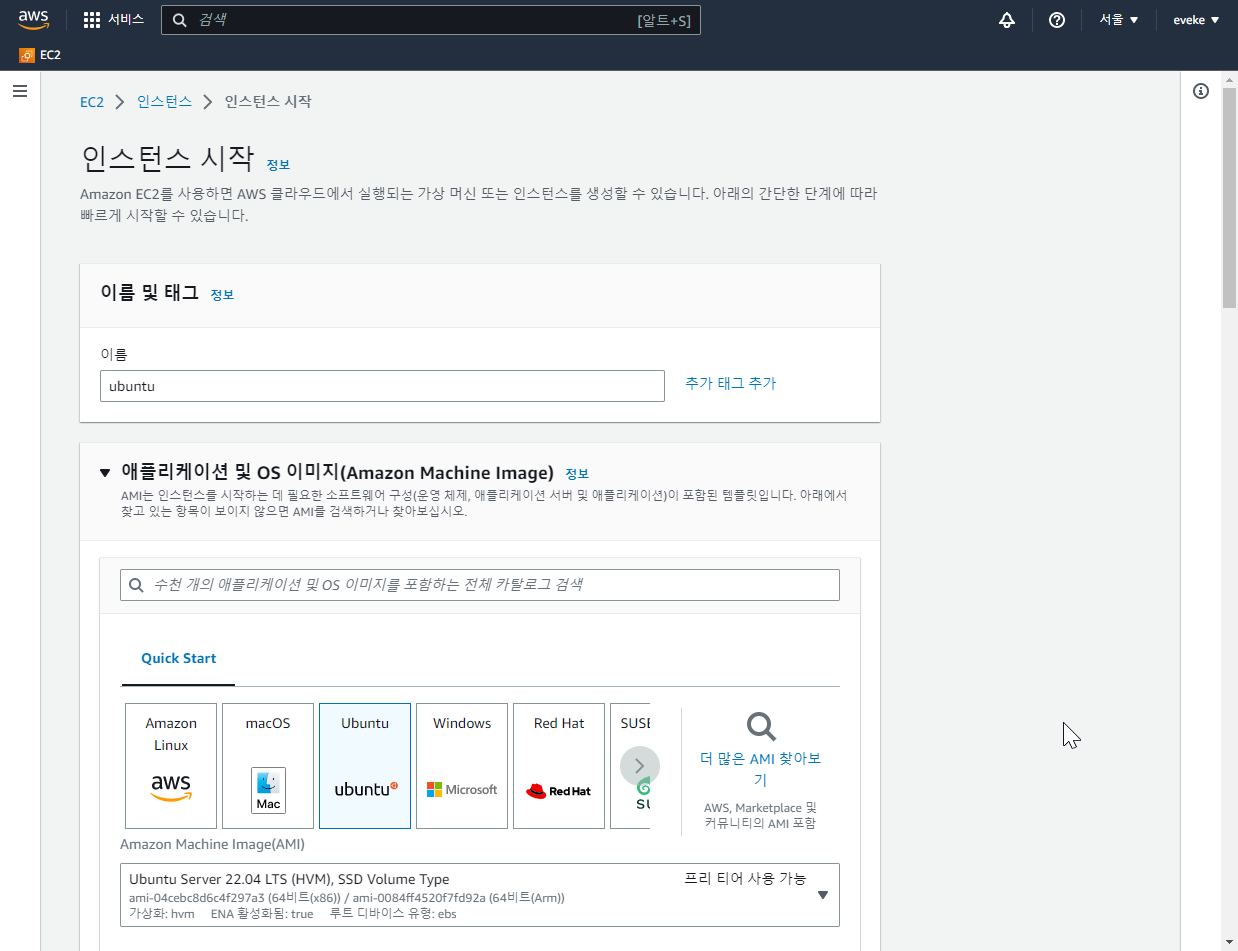 aws
서비스
검색
[알트+S]
서울 ▼
eveke ▼
EC2
EC2 > 인스턴스 > 인스턴스 시작
인스턴스 시작 정보
Amazon EC2를 사용하면 AWS 클라우드에서 실행되는 가상 머신 또는 인스턴스를 생성할 수 있습니다. 아래의 간단한 단계에 따라
빠르게 시작할 수 있습니다.
이름 및 태그 정보
이름
ubuntu
추가 태그 추가
▼ 애플리케이션 및 OS 이미지(Amazon Machine Image) 정보
AMI는 인스턴스를 시작하는 데 필요한 소프트웨어 구성(운영 체제, 애플리케이션 서버 및 애플리케이션)이 포함된 템플릿입니다. 아래에서
찾고 있는 항목이 보이지 않으면 AMI를 검색하거나 찾아보십시오.
수천 개의 애플리케이션 및 OS 이미지를 포함하는 전체 카탈로그 검색
Quick Start
Amazon
Linux
aws
macOS
Mac
Ubuntu
ubuntu
Windows
Microsoft
Red Hat
Red Hat
SUSE
SU
더 많은 AMI 찾아보
기
AWS, Marketplace 및
커뮤니티의 AMI 포함
Amazon Machine Image(AMI)
Ubuntu Server 22.04 LTS (HVM), SSD Volume Type
프리 티어 사용 가능
ami-04cebc8d6c4f297a3 (64비트(x86)) / ami-0084ff4520f7fd92a (64비트(Arm))
가상화: hvm ENA 활성화됨: true 루트 디바이스 유형: ebs